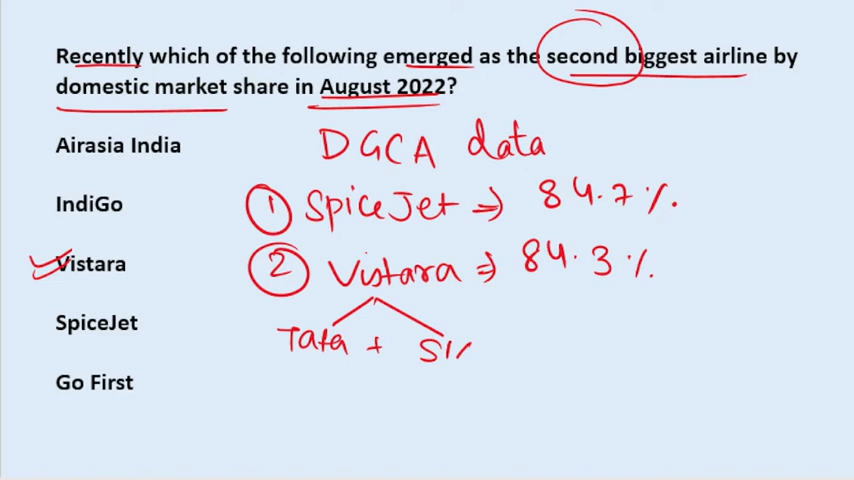 Recently which of the following emerged as the second biggest airline by
domestic market share in August 2022?
Airasia India
DGCA data
IndiGo
① SpiceJet ⇒ 84.7%.
Vistara
② Vistara ⇒ 84.3%
SpiceJet
Tata +
Go First